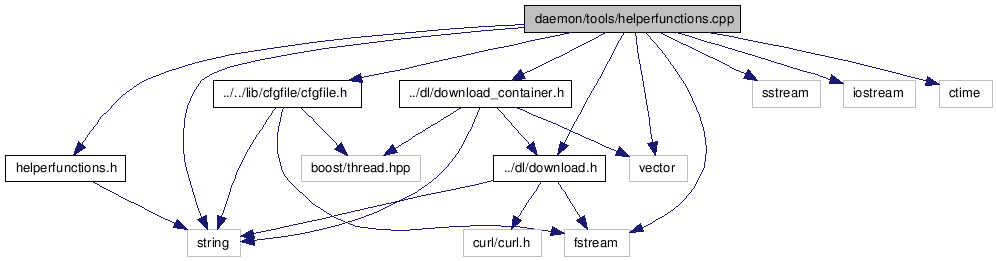 daemon/tools/helperfunctions.cpp
../../lib/cfgfile/cfgfile.h
../dl/download_container.h
sstream
iostream
ctime
helperfunctions.h
boost/thread.hpp
../dl/download.h
vector
string
curl/curl.h
fstream